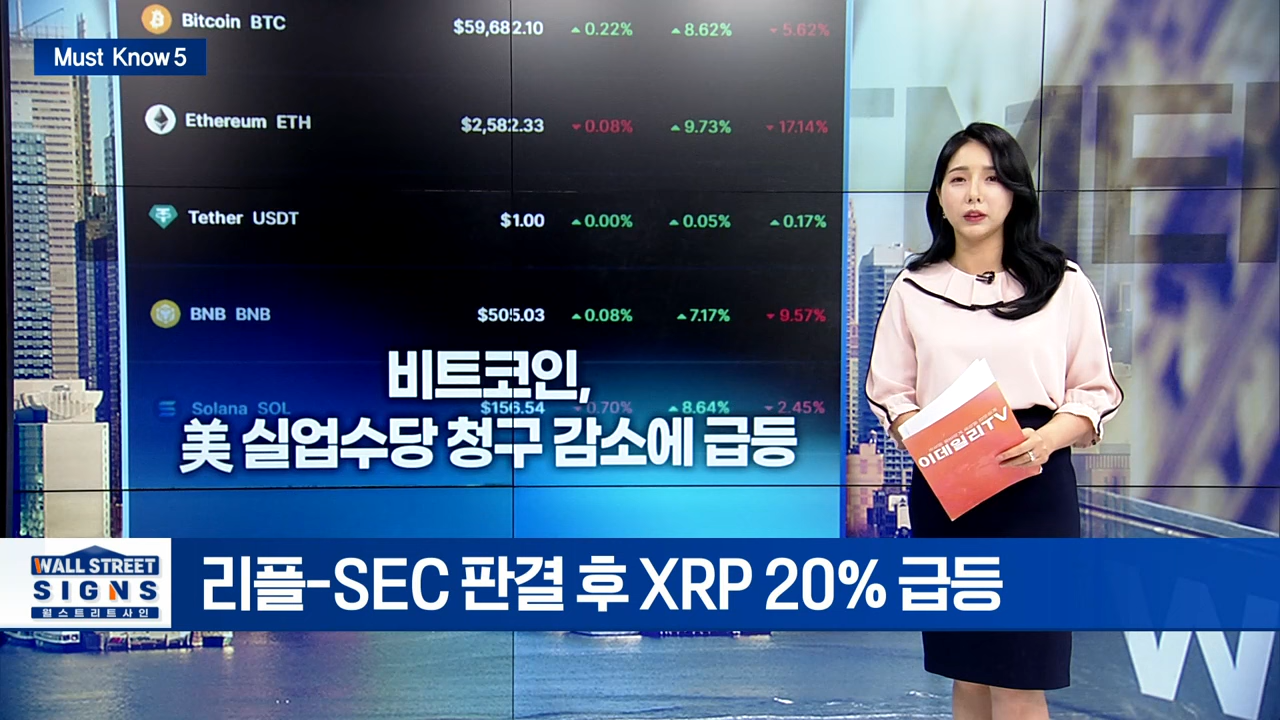 Must Know 5
Bitcoin BTC $59,682.10 0.22% 8.62% 5.62%
Ethereum ETH $2,582.33 0.08% 9.73% 17.14%
Tether USDT $1.00 0.00% 0.05% 0.17%
BNB BNB $505.03 0.08% 7.17% 9.57%
비트코인,
Solana SOL $156.54 0.70% 8.64% 2.45%
美 실업수당 청구 감소에 급등
이데일리TV
WALL STREET
SIGNS
월스트리트사인
리플-SEC 판결 후 XRP 20% 급등
W